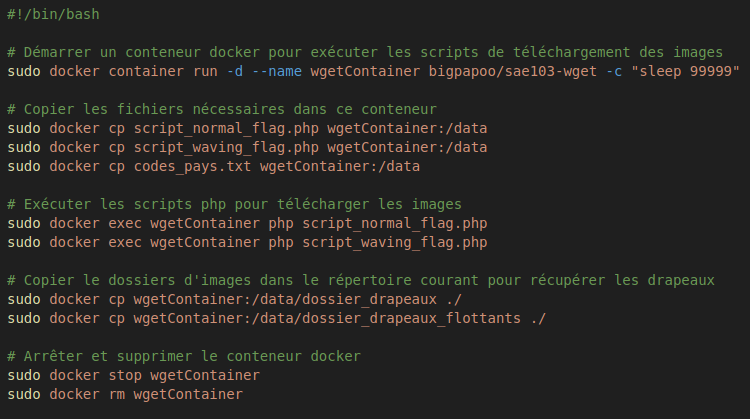 #!/bin/bash
# Démarrer un conteneur docker pour exécuter les scripts de téléchargement des images
sudo docker container run -d --name wgetContainer bigpapoo/sae103-wget -c "sleep 99999"
# Copier les fichiers nécessaires dans ce conteneur
sudo docker cp script_normal_flag.php wgetContainer:/data
sudo docker cp script_waving_flag.php wgetContainer:/data
sudo docker cp codes_pays.txt wgetContainer:/data
# Exécuter les scripts php pour télécharger les images
sudo docker exec wgetContainer php script_normal_flag.php
sudo docker exec wgetContainer php script_waving_flag.php
# Copier le dossiers d'images dans le répertoire courant pour récupérer les drapeaux
sudo docker cp wgetContainer:/data/dossier_drapeaux ./
sudo docker cp wgetContainer:/data/dossier_drapeaux_flottants ./
# Arrêter et supprimer le conteneur docker
sudo docker stop wgetContainer
sudo docker rm wgetContainer